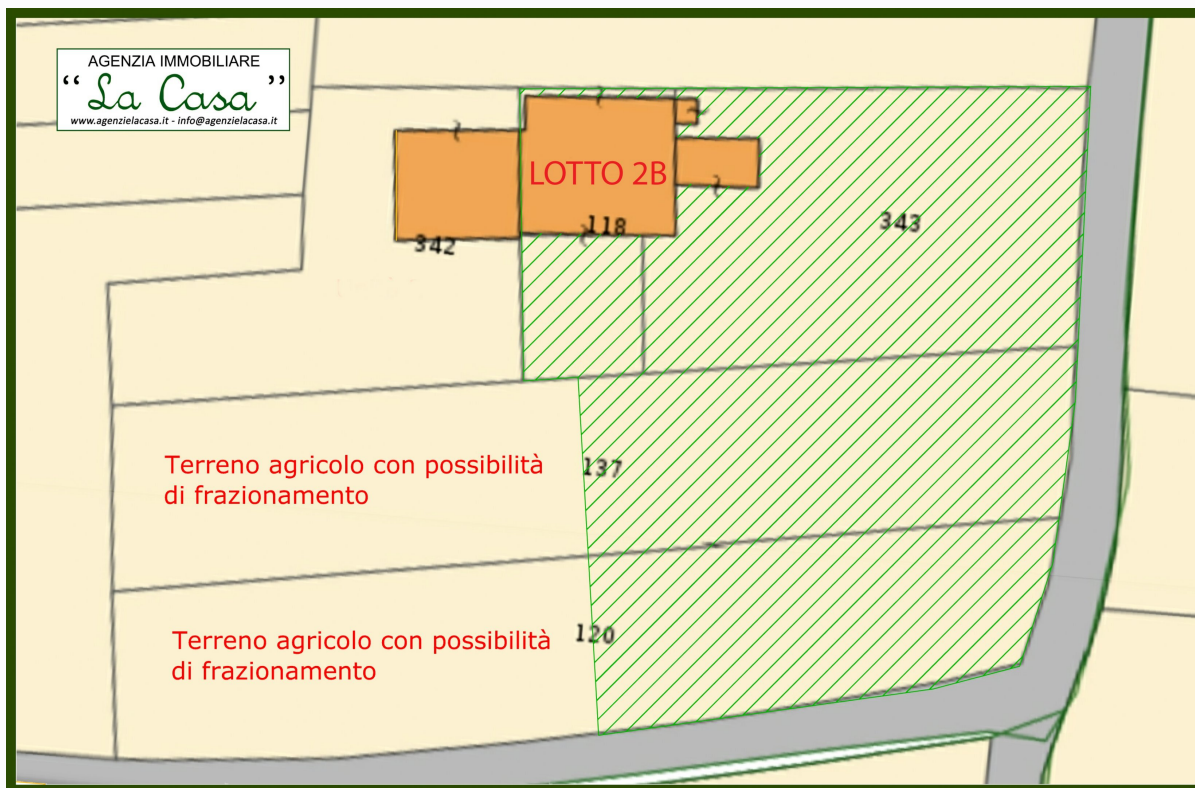 AGENZIA IMMOBILIARE
“ La Casa ”
www.agenzielacasa.it - info@agenzielacasa.it
LOTTO 2B
118
343
342
Terreno agricolo con possibilità
di frazionamento
137
Terreno agricolo con possibilità
di frazionamento
120